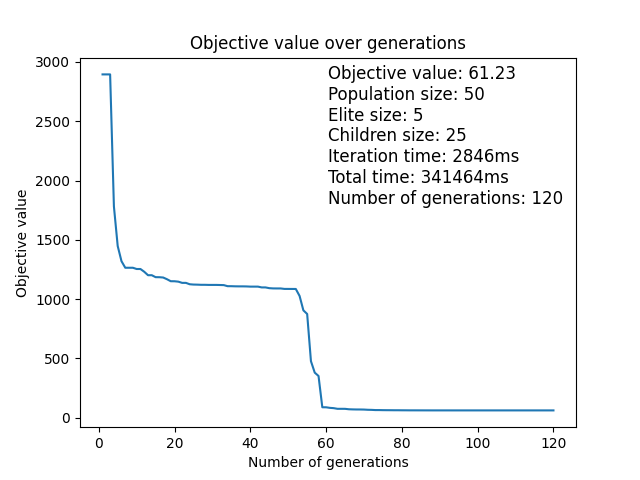 Objective value over generations
3000
2500
2000
1500
1000
500
0
Objective value
Objective value: 61.23
Population size: 50
Elite size: 5
Children size: 25
Iteration time: 2846ms
Total time: 341464ms
Number of generations: 120
0 20 40 60 80 100 120
Number of generations